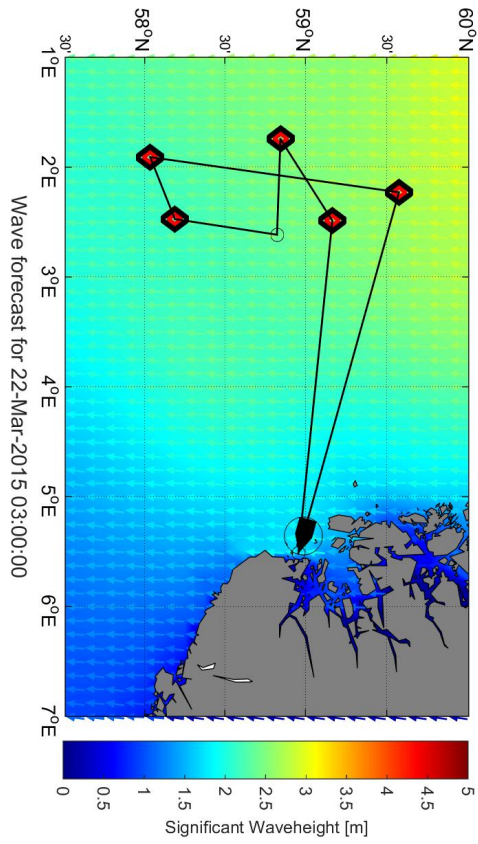 60°N
30'
59°N
30'
58°N
30'
1°E
2°E
3°E
4°E
5°E
6°E
7°E
Wave forecast for 22-Mar-2015 03:00:00
5
4.5
4
3.5
3
2.5
2
1.5
1
0.5
0
Significant Waveheight [m]